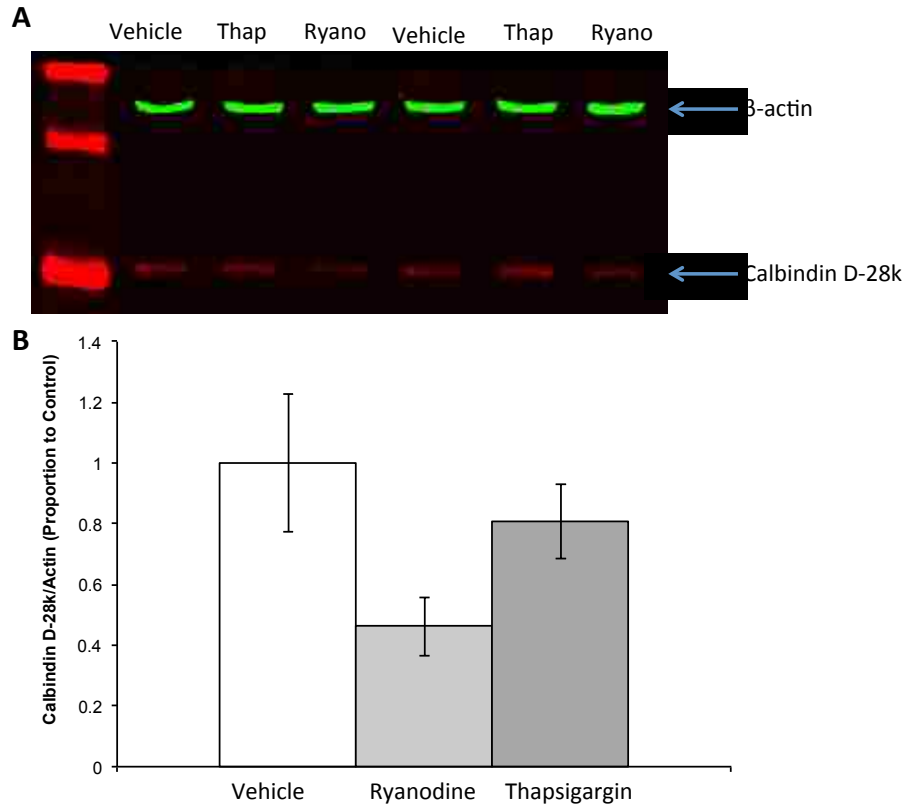 A
Vehicle Thap Ryano Vehicle Thap Ryano
β-actin
Calbindin D-28k
B
Calbindin D-28k/Actin (Proportion to Control)
1.4
1.2
1
0.8
0.6
0.4
0.2
0
Vehicle Ryanodine Thapsigargin